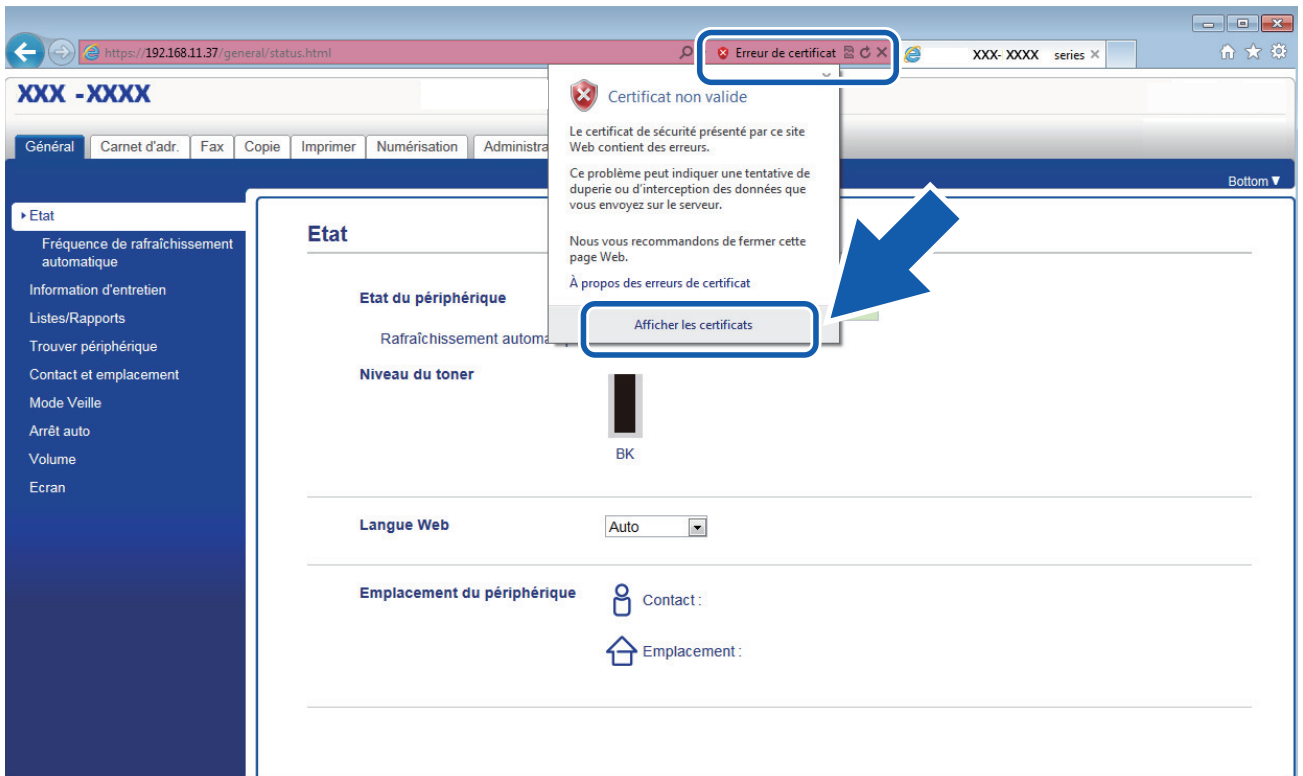 https://192.168.11.37/general/status.html
Erreur de certificat
XXX- XXXX series
XXX -XXXX
Général
Carnet d'adr.
Fax
Copie
Imprimer
Numérisation
Administra
Bottom▼
Certificat non valide
Le certificat de sécurité présenté par ce site
Web contient des erreurs.
Ce problème peut indiquer une tentative de
duperie ou d'interception des données que
vous envoyez sur le serveur.
Nous vous recommandons de fermer cette
page Web.
À propos des erreurs de certificat
Afficher les certificats
Etat
Fréquence de rafraîchissement
automatique
Information d'entretien
Listes/Rapports
Trouver périphérique
Contact et emplacement
Mode Veille
Arrêt auto
Volume
Ecran
Etat
Etat du périphérique
Rafraîchissement automa
Niveau du toner
BK
Langue Web
Auto
Emplacement du périphérique
Contact :
Emplacement :